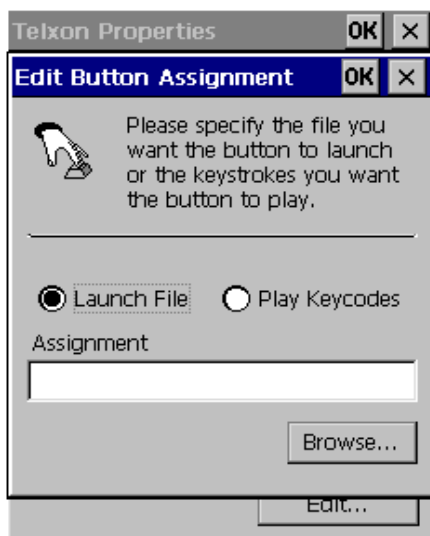 Telxon Properties OK ×
Edit Button Assignment OK ×
Please specify the file you
want the button to launch
or the keystrokes you want
the button to play.
Launch File Play Keycodes
Assignment
Browse...
Edit...